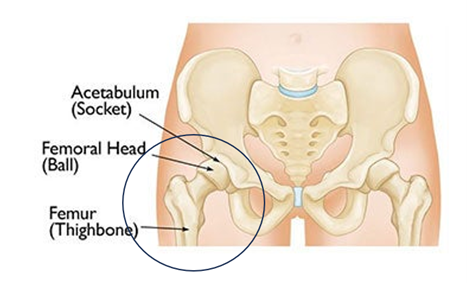 Acetabulum
(Socket)
Femoral Head
(Ball)
Femur
(Thighbone)